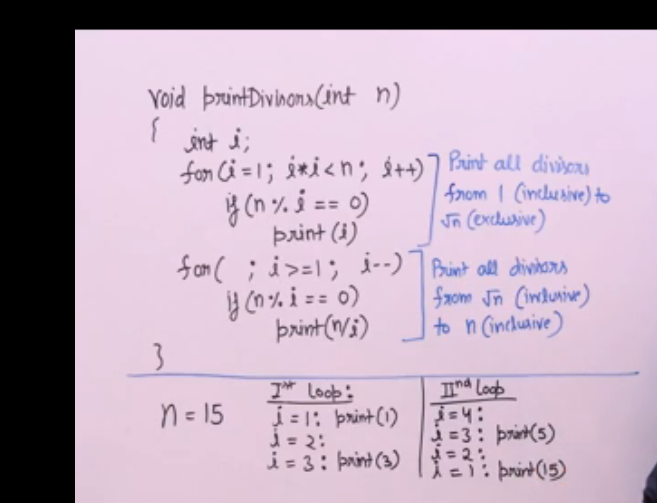 void printDivisors(int n)
{
int i;
for(i=1; i*i<n; i++)
if(n%i==0)
print(i)
for( ; i>=1; i--)
if(n%i==0)
print(n/i)
}
Print all divisors
from 1 (inclusive) to
√n (exclusive)
Print all divisors
from √n (inclusive)
to n (inclusive)
n = 15
Ist loop:
i = 1: print(1)
i = 2:
i = 3: print(3)
IInd loop
i = 4:
i = 3: print(5)
i = 2:
i = 1: print(15)